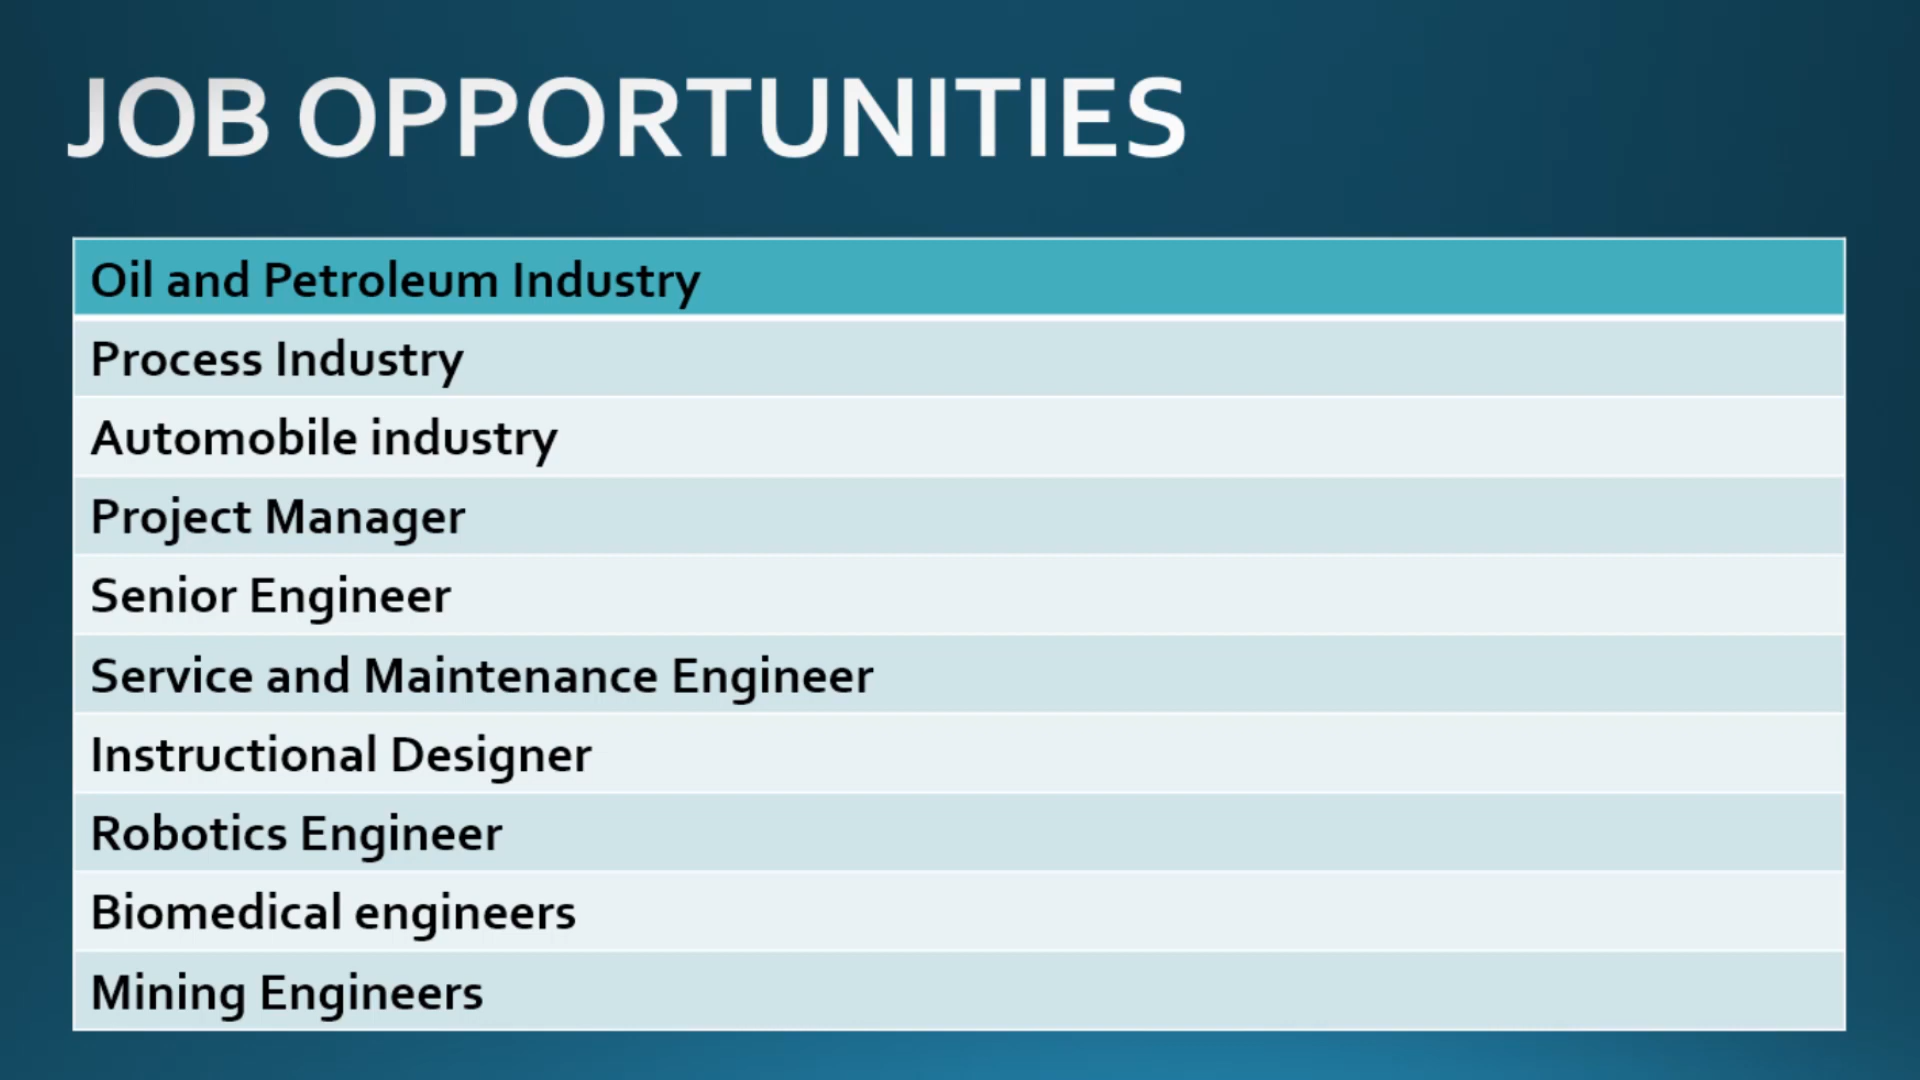 JOB OPPORTUNITIES
Oil and Petroleum Industry
Process Industry
Automobile industry
Project Manager
Senior Engineer
Service and Maintenance Engineer
Instructional Designer
Robotics Engineer
Biomedical engineers
Mining Engineers